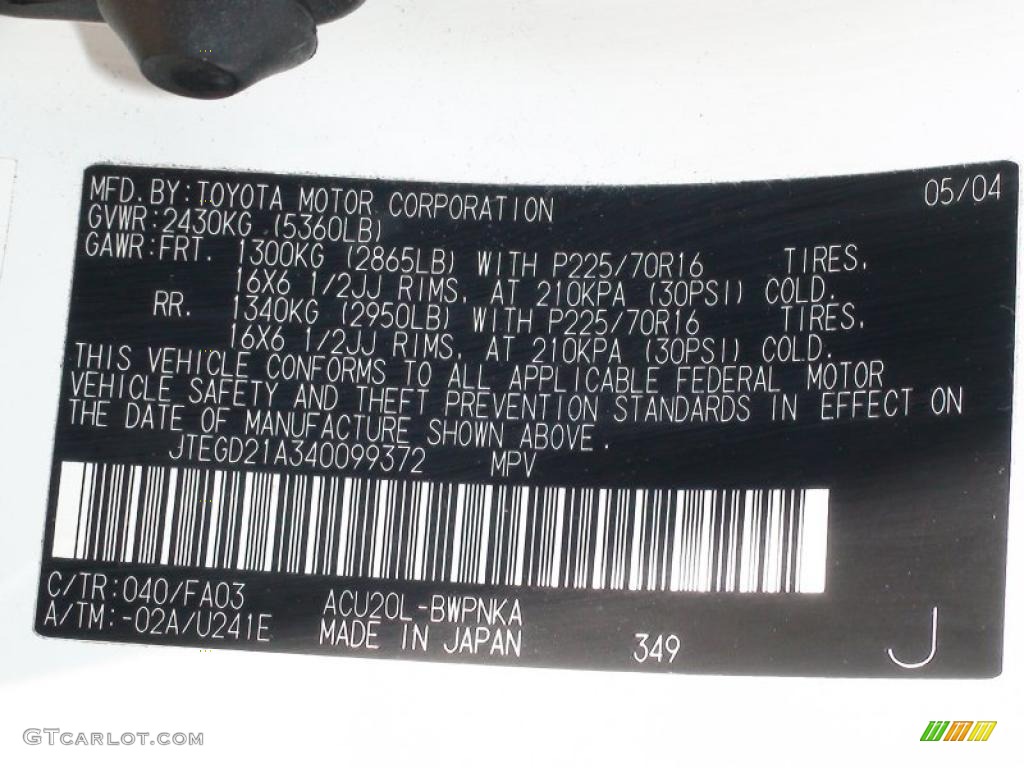 MFD. BY: TOYOTA MOTOR CORPORATION 05/04
GVWR: 2430KG (5360LB)
GAWR: FRT. 1300KG (2865LB) WITH P225/70R16 TIRES.
16X6 1/2JJ RIMS. AT 210KPA (30PSI) COLD.
RR. 1340KG (2950LB) WITH P225/70R16 TIRES.
16X6 1/2JJ RIMS. AT 210KPA (30PSI) COLD.
THIS VEHICLE CONFORMS TO ALL APPLICABLE FEDERAL MOTOR
VEHICLE SAFETY AND THEFT PREVENTION STANDARDS IN EFFECT ON
THE DATE OF MANUFACTURE SHOWN ABOVE.
JTEGD21A340099372 MPV
C/TR: 040/FA03 ACU20L-BWPNKA
A/TM: -02A/U241E MADE IN JAPAN 349 J
GTCARLOT.COM